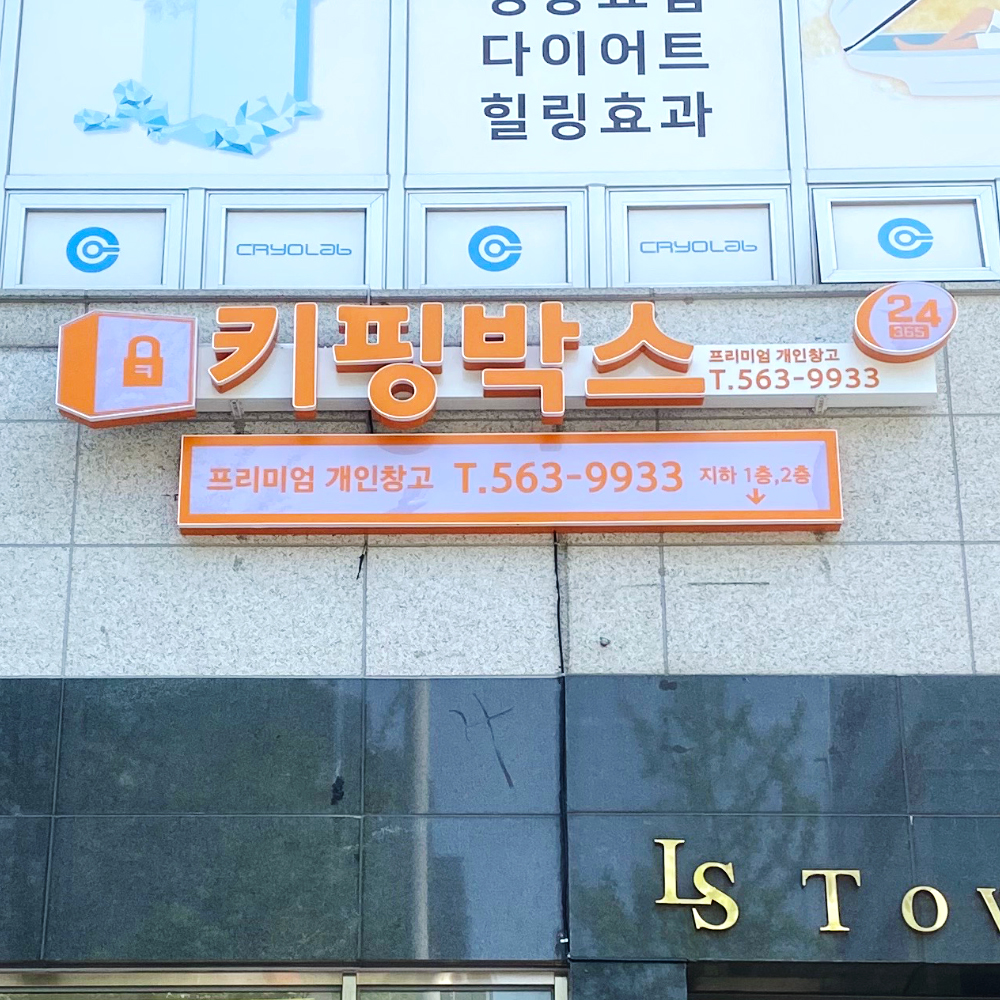 다이어트
힐링효과
CRYOLab
CRYOLab
키핑박스
프리미엄 개인창고
T.563-9933
24
365
프리미엄 개인창고 T.563-9933 지하 1층,2층
LS